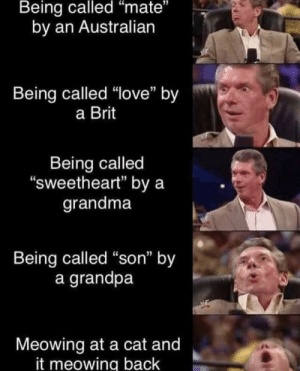 Being called “mate”
by an Australian
Being called “love” by
a Brit
Being called
“sweetheart” by a
grandma
Being called “son” by
a grandpa
Meowing at a cat and
it meowing back